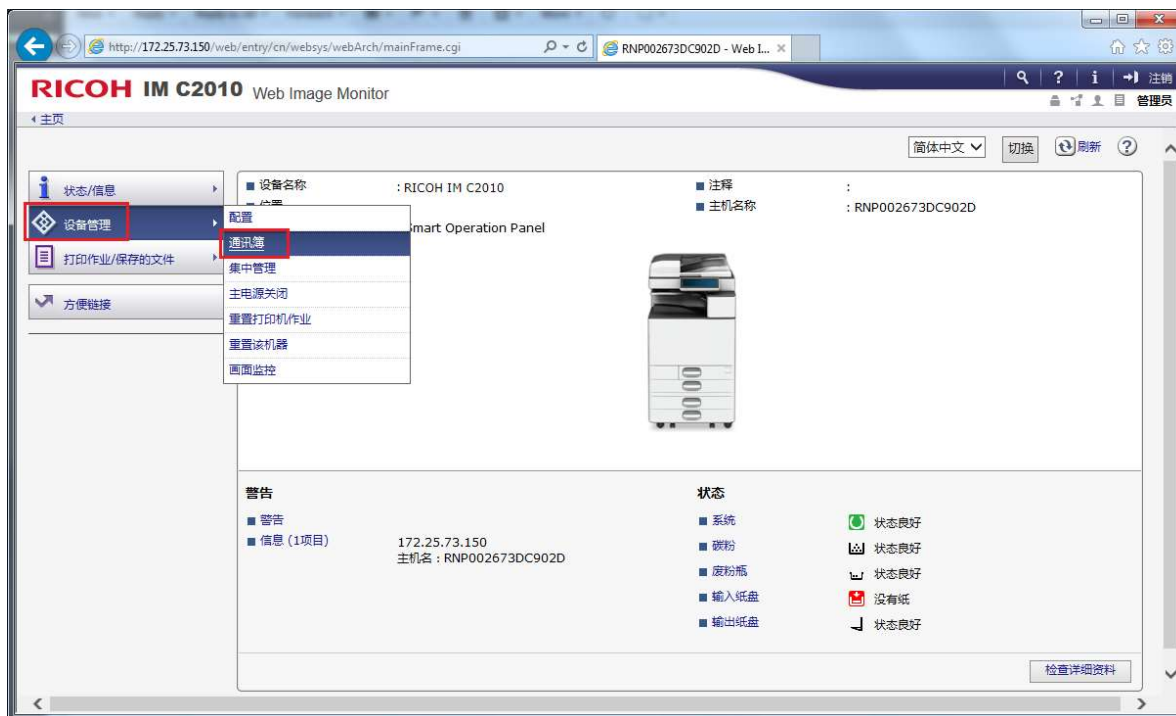 http://172.25.73.150/web/entry/cn/websys/webArch/mainFrame.cgi
RNP002673DC902D - Web I...
RICOH IM C2010 Web Image Monitor
? i 注销
管理员
主页
简体中文 切换 刷新 ?
状态/信息
设备管理
打印作业/保存的文件
方便链接
配置
通讯簿
集中管理
主电源关闭
重置打印机作业
重置该机器
画面监控
设备名称 : RICOH IM C2010
Smart Operation Panel
注释 :
主机名称 : RNP002673DC902D
警告
警告
信息 (1项目) 172.25.73.150
主机名 : RNP002673DC902D
状态
系统 状态良好
碳粉 状态良好
废粉瓶 状态良好
输入纸盘 没有纸
输出纸盘 状态良好
检查详细资料